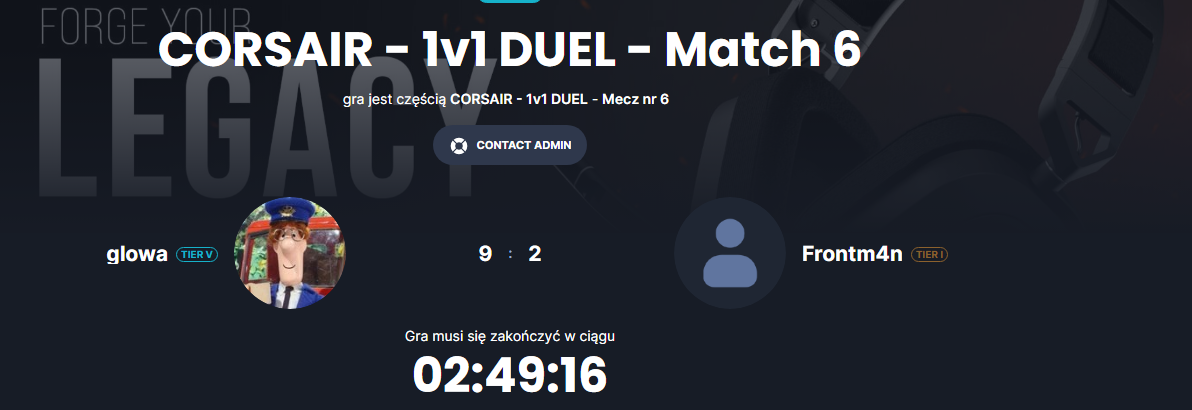 FORGE YOUR
LEGACY
CORSAIR - 1v1 DUEL - Match 6
gra jest częścią CORSAIR - 1v1 DUEL - Mecz nr 6
CONTACT ADMIN
glowa TIER V 9 : 2 Frontm4n TIER I
Gra musi się zakończyć w ciągu
02:49:16